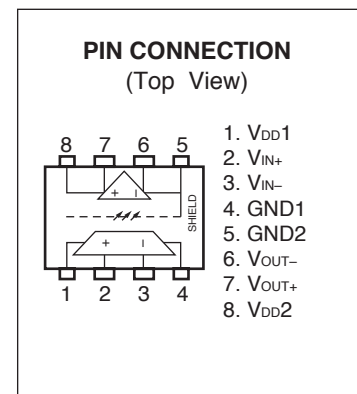 PIN CONNECTION
(Top View)
8 7 6 5
+ –
SHIELD
+ –
1 2 3 4
1. VDD1
2. VIN+
3. VIN–
4. GND1
5. GND2
6. VOUT–
7. VOUT+
8. VDD2